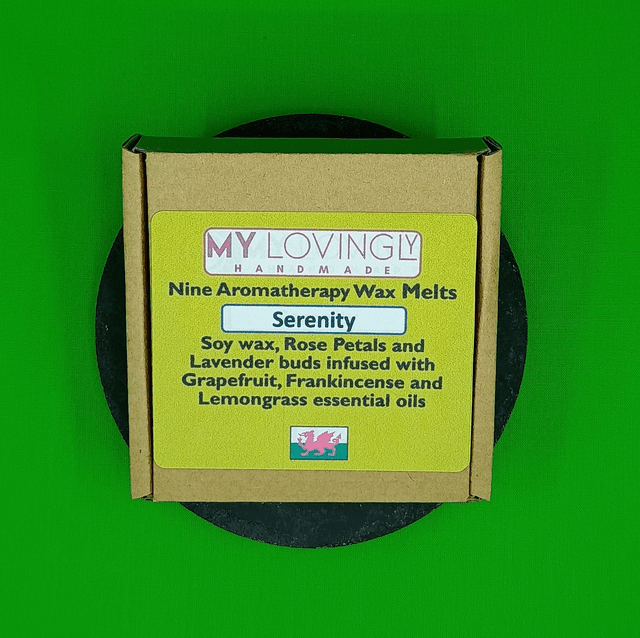 MY LOVINGLY
HANDMADE
Nine Aromatherapy Wax Melts
Serenity
Soy wax, Rose Petals and
Lavender buds infused with
Grapefruit, Frankincense and
Lemongrass essential oils